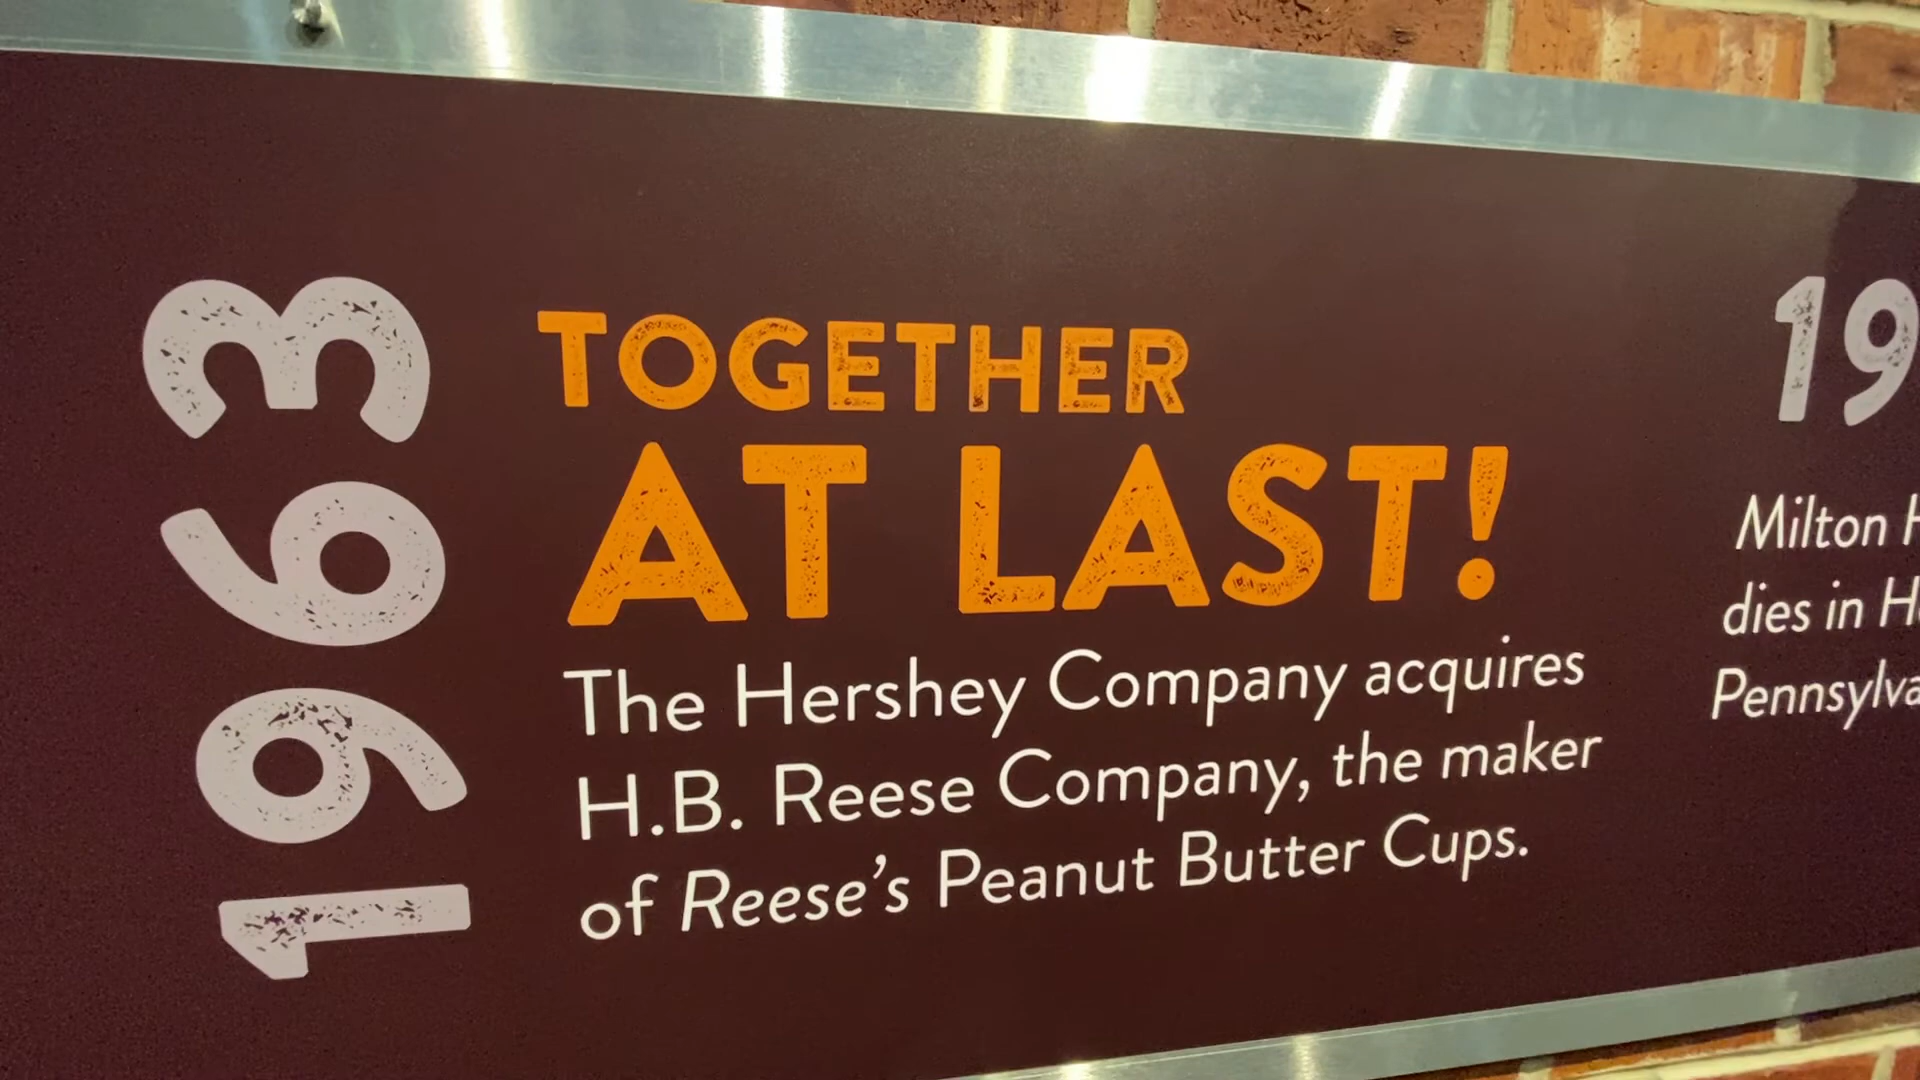 1963
TOGETHER
AT LAST!
The Hershey Company acquires
H.B. Reese Company, the maker
of Reese's Peanut Butter Cups.
19
Milton
dies in